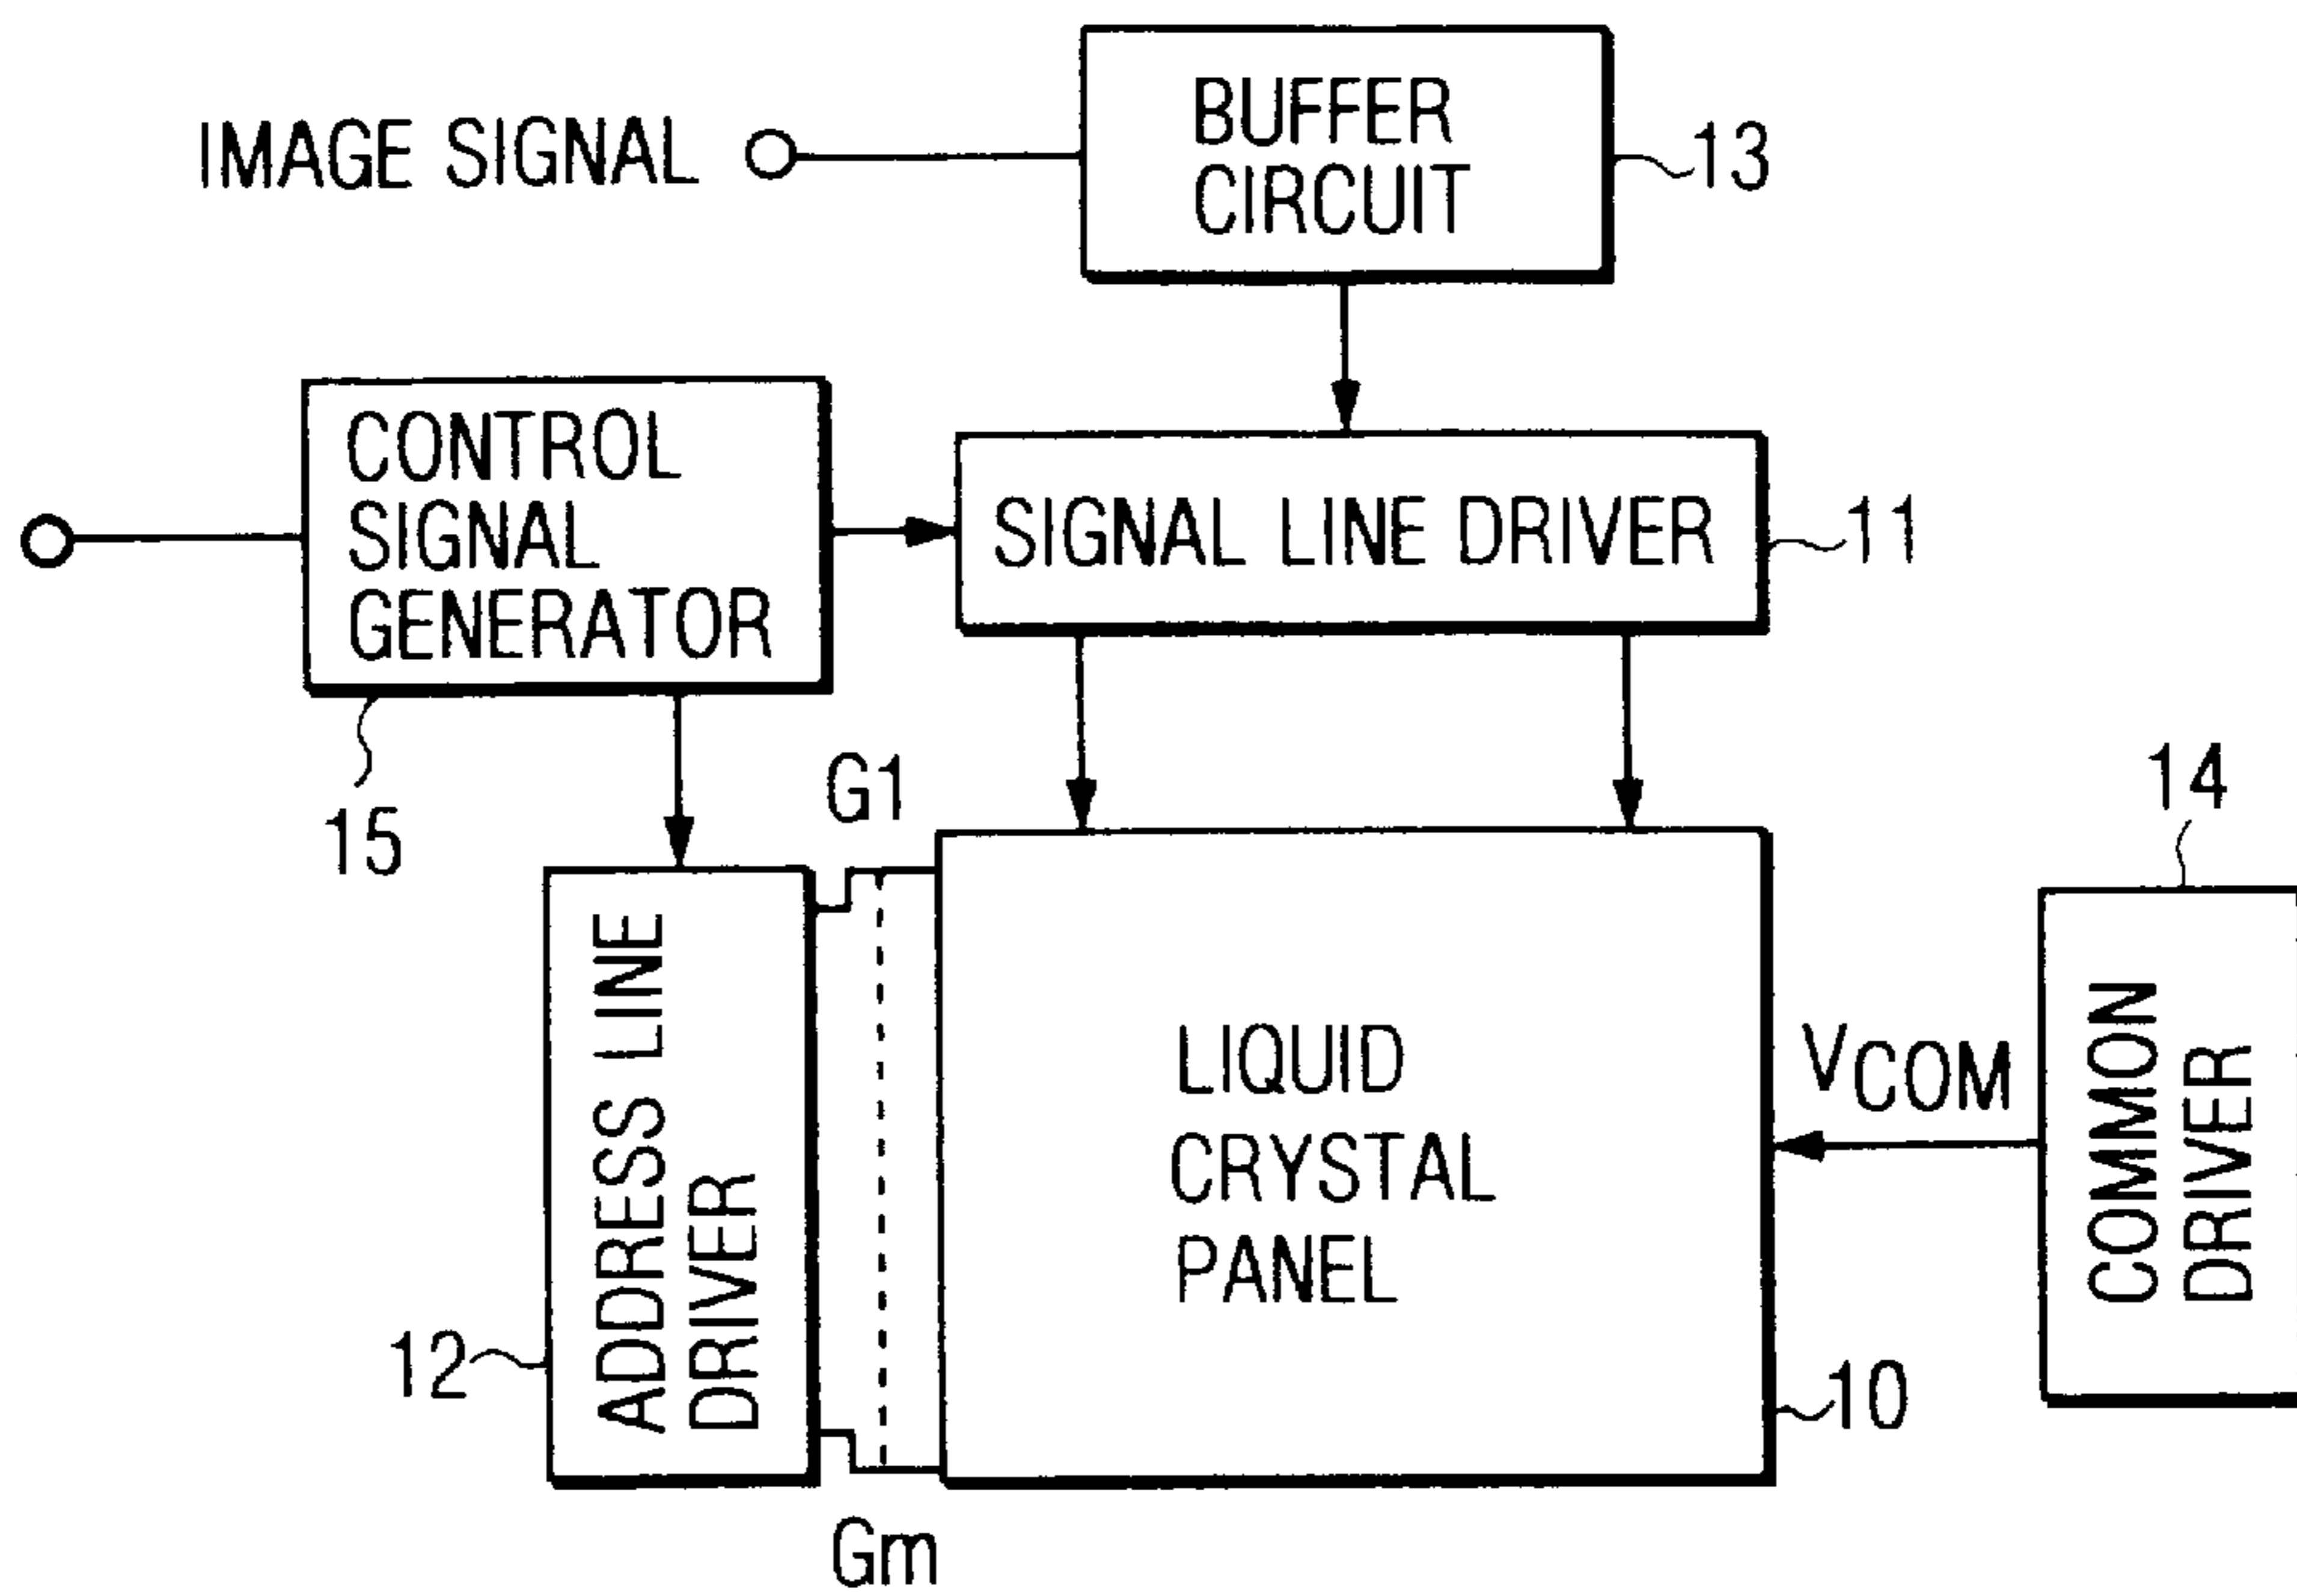 IMAGE SIGNAL
BUFFER
CIRCUIT
13
CONTROL
SIGNAL
GENERATOR
15
SIGNAL LINE DRIVER
11
G1
ADDRESS LINE
DRIVER
12
Gm
LIQUID
CRYSTAL
PANEL
10
VCOM
14
COMMON
DRIVER